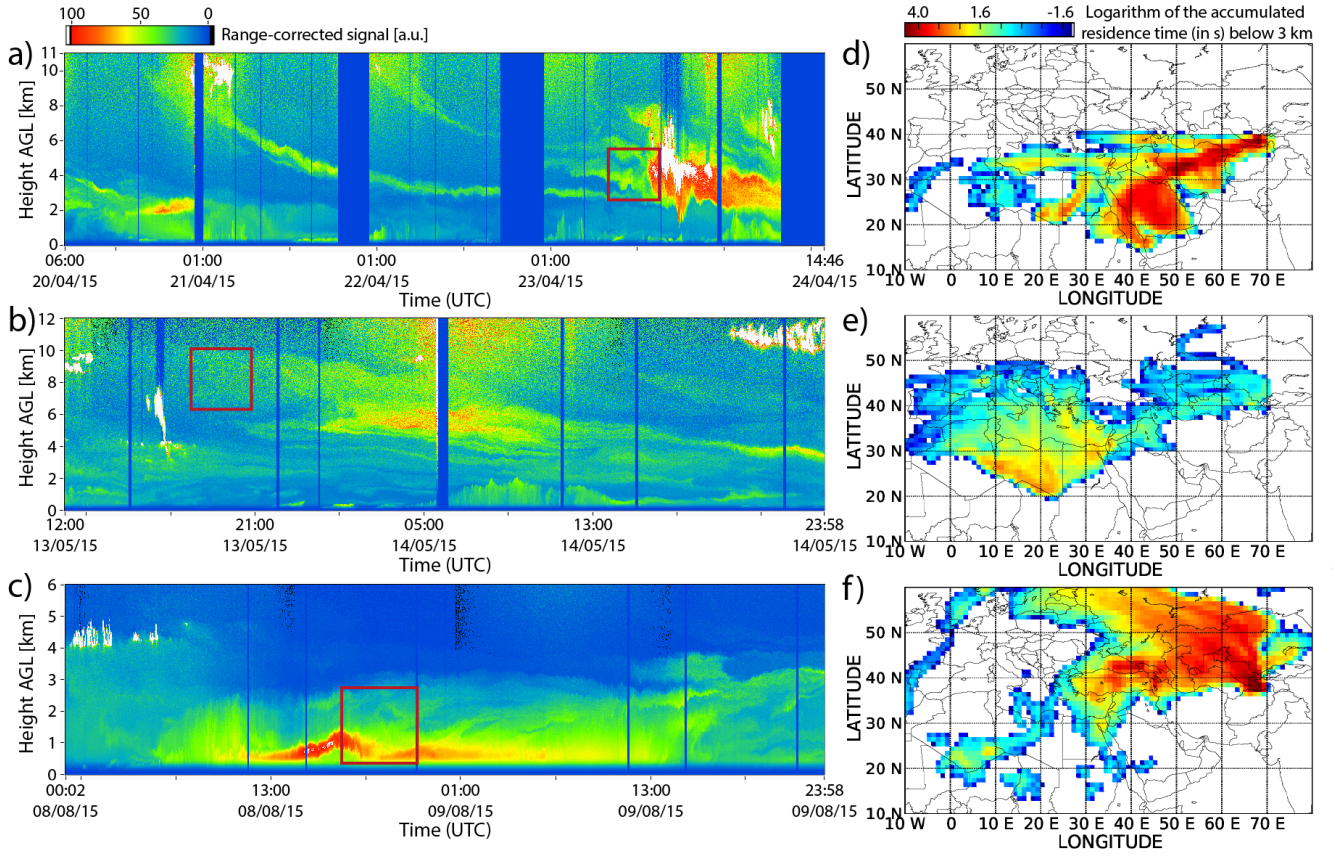 100 50 0
Range-corrected signal [a.u.]
4.0 1.6 -1.6
Logarithm of the accumulated
residence time (in s) below 3 km
a)
Height AGL [km]
11
10
8
6
4
2
0
06:00 01:00 01:00 01:00 14:46
20/04/15 21/04/15 22/04/15 23/04/15 24/04/15
Time (UTC)
d)
LATITUDE
50 N
40 N
30 N
20 N
10 N
10 W 0 10 E 20 E 30 E 40 E 50 E 60 E 70 E
LONGITUDE
b)
Height AGL [km]
12
10
8
6
4
2
0
12:00 21:00 05:00 13:00 23:58
13/05/15 13/05/15 14/05/15 14/05/15 14/05/15
Time (UTC)
e)
LATITUDE
50 N
40 N
30 N
20 N
10 N
10 W 0 10 E 20 E 30 E 40 E 50 E 60 E 70 E
LONGITUDE
c)
Height AGL [km]
6
5
4
3
2
1
0
00:02 13:00 01:00 13:00 23:58
08/08/15 08/08/15 09/08/15 09/08/15 09/08/15
Time (UTC)
f)
LATITUDE
50 N
40 N
30 N
20 N
10 N
10 W 0 10 E 20 E 30 E 40 E 50 E 60 E 70 E
LONGITUDE